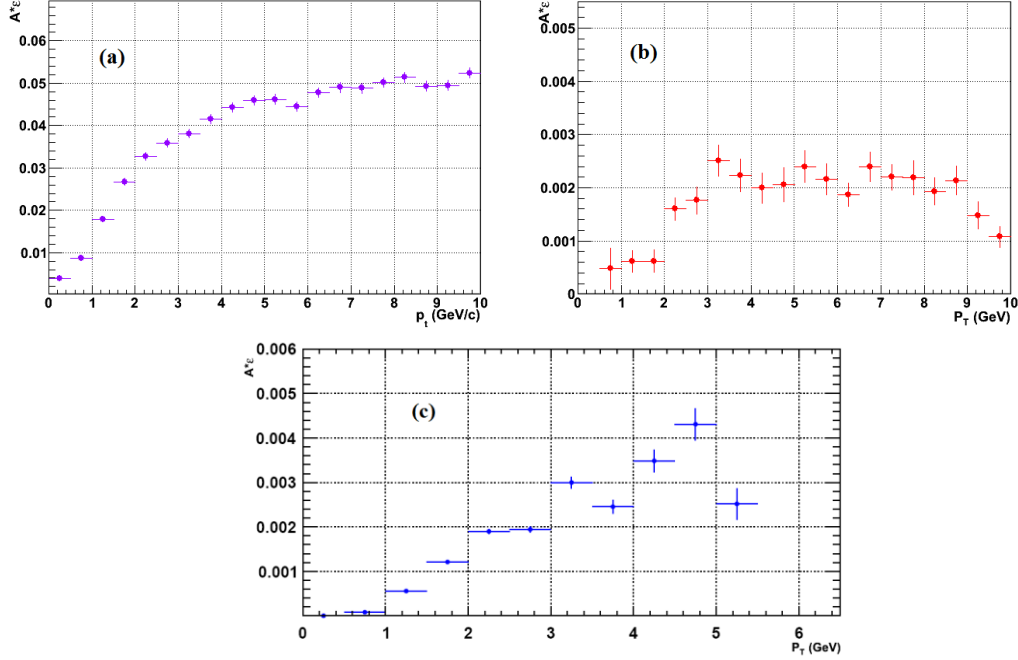 A*ε
0.06
0.05
0.04
0.03
0.02
0.01
(a)
0 1 2 3 4 5 6 7 8 9 10
p_t (GeV/c)
A*ε
0.005
0.004
0.003
0.002
0.001
0
(b)
0 1 2 3 4 5 6 7 8 9 10
P_T (GeV)
A*ε
0.006
0.005
0.004
0.003
0.002
0.001
(c)
0 1 2 3 4 5 6
P_T (GeV)